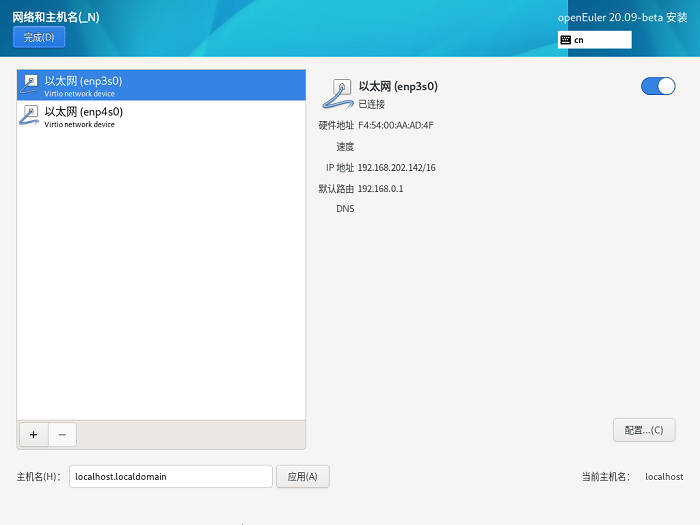 网络和主机名(_N)
完成(D)
openEuler 20.09-beta 安装
cn
以太网 (enp3s0)
Virtio network device
以太网 (enp4s0)
Virtio network device
以太网 (enp3s0)
已连接
硬件地址 F4:54:00:AA:AD:4F
速度
IP 地址 192.168.202.142/16
默认路由 192.168.0.1
DNS
+ −
配置...(C)
主机名(H): localhost.localdomain 应用(A)
当前主机名: localhost